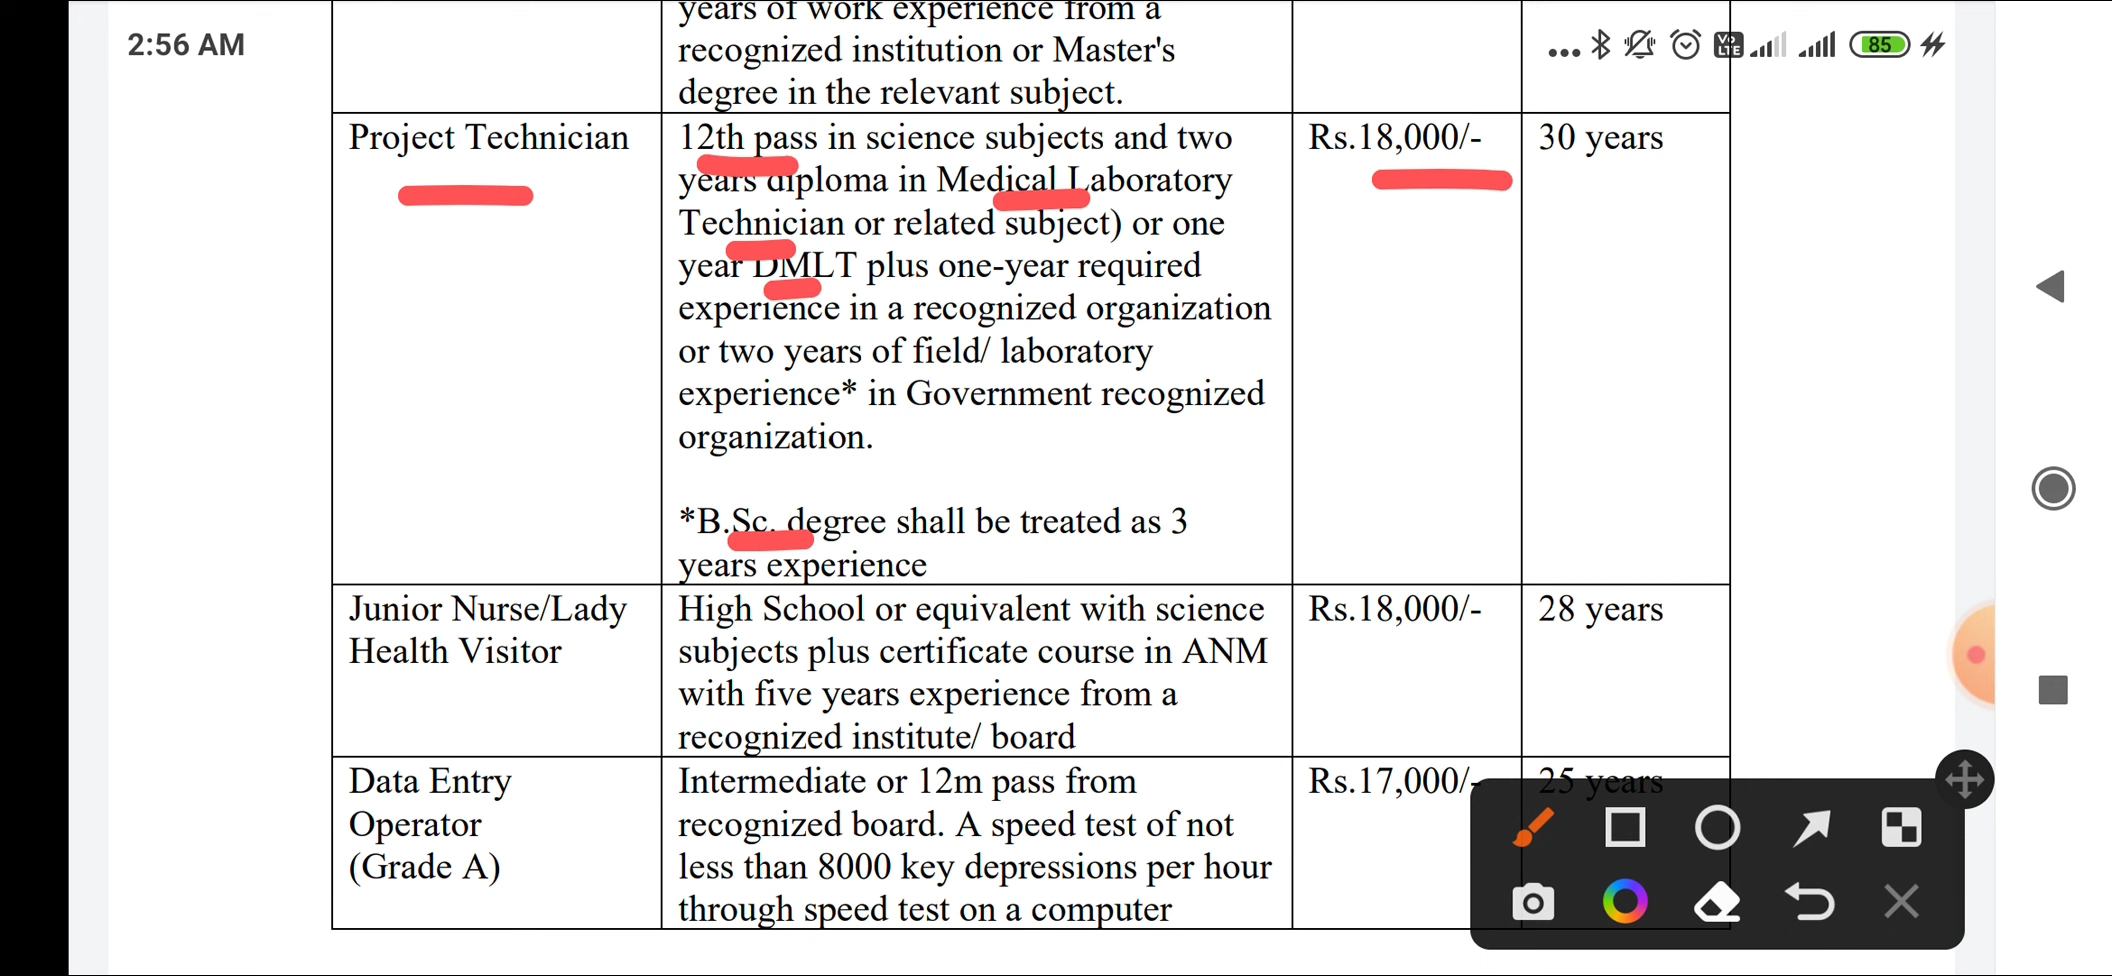 years of work experience from a
2:56 AM
Vo
LTE
85
recognized institution or Master's
degree in the relevant subject.
Project Technician
12th pass in science subjects and two
years diploma in Medical Laboratory
Technician or related subject) or one
year DMLT plus one-year required
experience in a recognized organization
or two years of field/ laboratory
experience* in Government recognized
organization.
*B.Sc. degree shall be treated as 3
years experience
Rs.18,000/-
30 years
Junior Nurse/Lady
Health Visitor
High School or equivalent with science
subjects plus certificate course in ANM
with five years experience from a
recognized institute/ board
Rs.18,000/-
28 years
Data Entry
Operator
(Grade A)
Intermediate or 12m pass from
recognized board. A speed test of not
less than 8000 key depressions per hour
through speed test on a computer
Rs.17,000/-
25 years